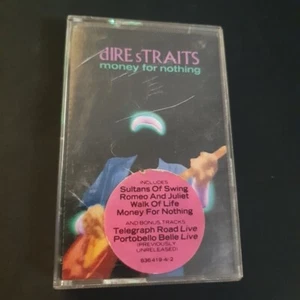 dIRE sTRAITS
money for nothing
INCLUDES
Sultans Of Swing
Romeo And Juliet
Walk Of Life
Money For Nothing
AND BONUS TRACKS
Telegraph Road Live
Portobello Belle Live
(PREVIOUSLY
UNRELEASED)